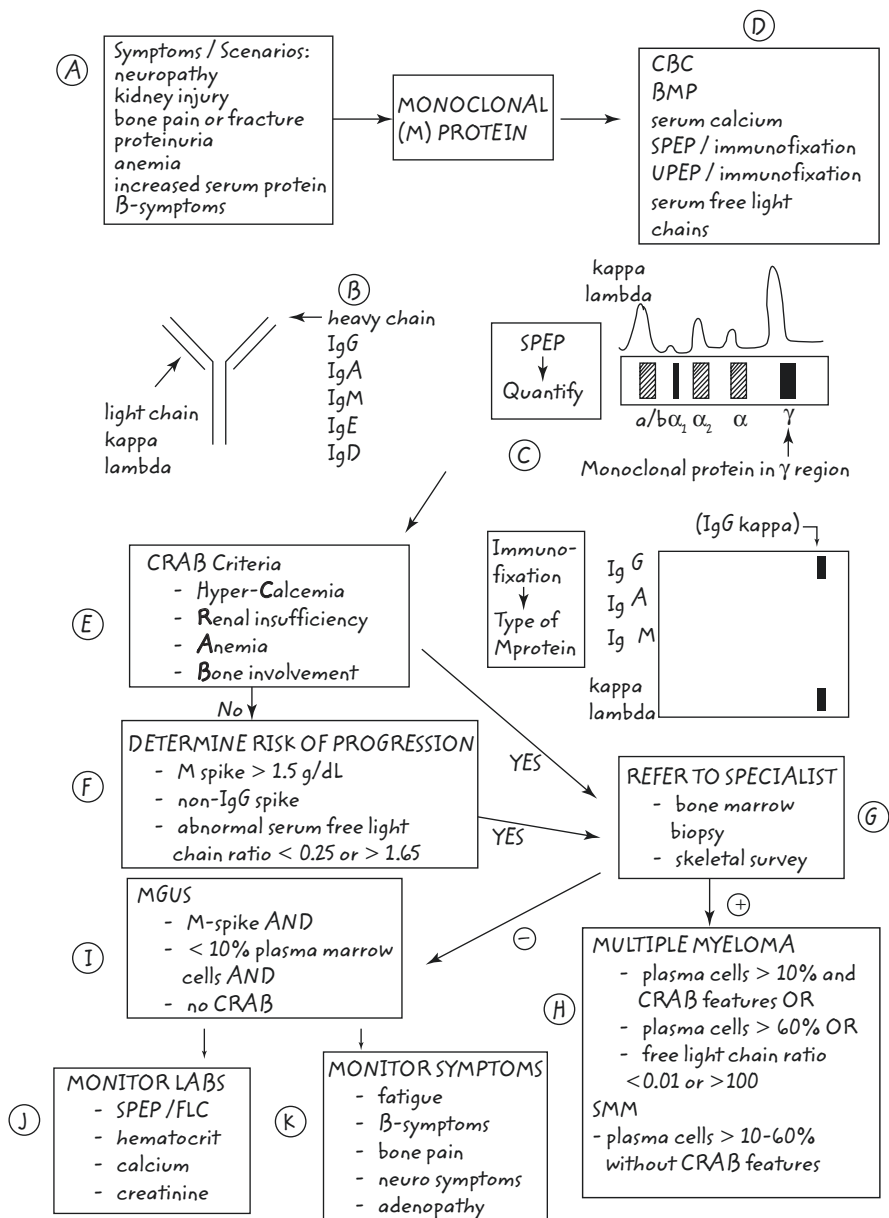 A
Symptoms / Scenarios:
neuropathy
kidney injury
bone pain or fracture
proteinuria
anemia
increased serum protein
B-symptoms
MONOCLONAL
(M) PROTEIN
D
CBC
BMP
serum calcium
SPEP / immunofixation
UPEP / immunofixation
serum free light
chains
B
heavy chain
IgG
IgA
IgM
IgE
IgD
light chain
kappa
lambda
SPEP
Quantify
kappa
lambda
a/b α1 α2 α γ
Monoclonal protein in γ region
C
Immuno-
fixation
Type of
Mprotein
(IgG kappa)
Ig G
Ig A
Ig M
kappa
lambda
E
CRAB Criteria
- Hyper-Calcemia
- Renal insufficiency
- Anemia
- Bone involvement
No
YES
F
DETERMINE RISK OF PROGRESSION
- M spike > 1.5 g/dL
- non-IgG spike
- abnormal serum free light
chain ratio < 0.25 or > 1.65
YES
REFER TO SPECIALIST
- bone marrow
biopsy
- skeletal survey
G
+
−
I
MGUS
- M-spike AND
- < 10% plasma marrow
cells AND
- no CRAB
H
MULTIPLE MYELOMA
- plasma cells > 10% and
CRAB features OR
- plasma cells > 60% OR
- free light chain ratio
<0.01 or >100
SMM
- plasma cells > 10-60%
without CRAB features
J
MONITOR LABS
- SPEP /FLC
- hematocrit
- calcium
- creatinine
K
MONITOR SYMPTOMS
- fatigue
- B-symptoms
- bone pain
- neuro symptoms
- adenopathy